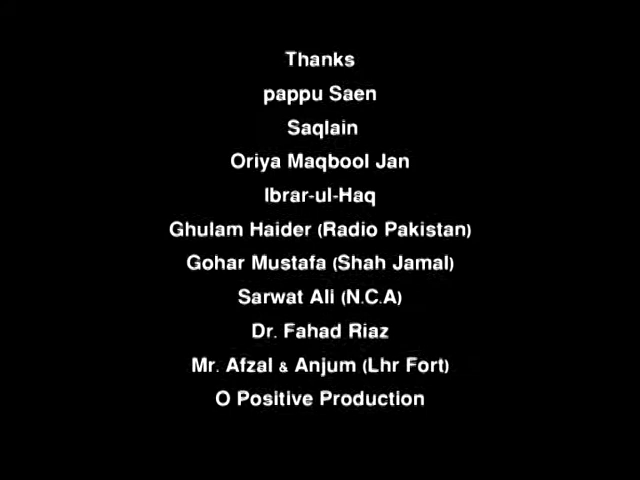 Thanks
pappu Saen
Saqlain
Oriya Maqbool Jan
Ibrar-ul-Haq
Ghulam Haider (Radio Pakistan)
Gohar Mustafa (Shah Jamal)
Sarwat Ali (N.C.A)
Dr. Fahad Riaz
Mr. Afzal & Anjum (Lhr Fort)
O Positive Production